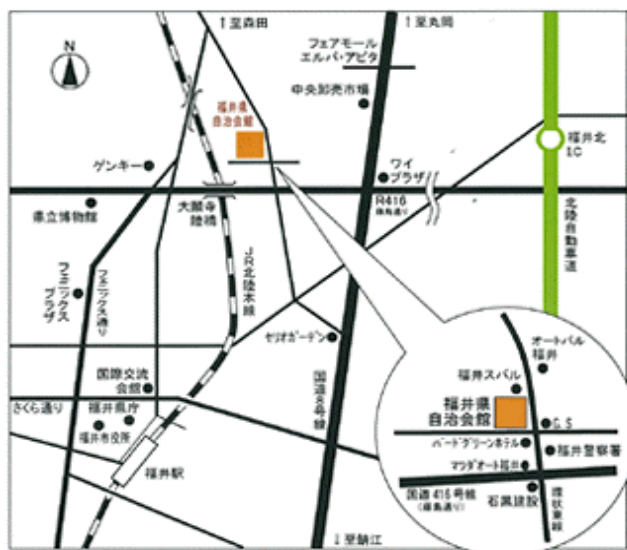 N
↑至森田
↑至丸岡
フェアモール
エルパ・アピタ
中央卸売市場
福井県
自治会館
福井北
I.C
ゲンキー
ワイ
プラザ
大願寺
陸橋
R416
(藤島通り)
県立博物館
北陸自動車道
フェニックス
プラザ
フェニックス通り
JR北陸本線
セリオガーデン
国道8号線
国際交流
会館
さくら通り
福井県庁
福井市役所
福井駅
↓至鯖江
オートバル
福井
福井スバル
福井県
自治会館
G.S
バードグリーンホテル
福井警察署
マツダオート福井
国道416号線
(藤島通り)
石黒建設
環状東線